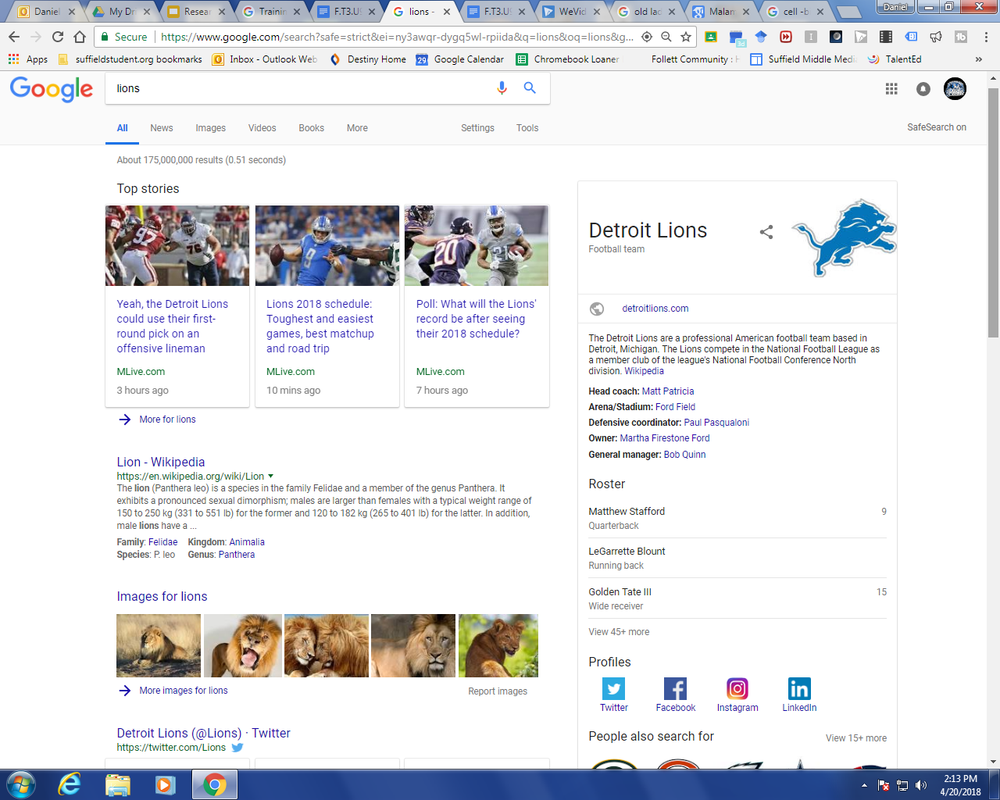 Daniel
My Dri
Resear
Trainin
F.T3.US
lions -
F.T3.US
WeVid
old lad
Malam
cell -b
Daniel
Secure
https://www.google.com/search?safe=strict&ei=ny3awqr-dygq5wl-rpiida&q=lions&oq=lions&g...
Apps
suffieldstudent.org bookmarks
Inbox - Outlook Web
Destiny Home
29
Google Calendar
Chromebook Loaner
Follett Community : H
Suffield Middle Media
TalentEd
»
Google
lions
All
News
Images
Videos
Books
More
Settings
Tools
SafeSearch on
About 175,000,000 results (0.51 seconds)
Top stories
Yeah, the Detroit Lions
could use their first-
round pick on an
offensive lineman
MLive.com
3 hours ago
Lions 2018 schedule:
Toughest and easiest
games, best matchup
and road trip
MLive.com
10 mins ago
Poll: What will the Lions'
record be after seeing
their 2018 schedule?
MLive.com
7 hours ago
More for lions
Lion - Wikipedia
https://en.wikipedia.org/wiki/Lion
The lion (Panthera leo) is a species in the family Felidae and a member of the genus Panthera. It
exhibits a pronounced sexual dimorphism; males are larger than females with a typical weight range of
150 to 250 kg (331 to 551 lb) for the former and 120 to 182 kg (265 to 401 lb) for the latter. In addition,
male lions have a ...
Family: Felidae Kingdom: Animalia
Species: P. leo Genus: Panthera
Images for lions
More images for lions
Report images
Detroit Lions (@Lions) · Twitter
https://twitter.com/Lions
Detroit Lions
Football team
detroitlions.com
The Detroit Lions are a professional American football team based in
Detroit, Michigan. The Lions compete in the National Football League as
a member club of the league's National Football Conference North
division. Wikipedia
Head coach: Matt Patricia
Arena/Stadium: Ford Field
Defensive coordinator: Paul Pasqualoni
Owner: Martha Firestone Ford
General manager: Bob Quinn
Roster
Matthew Stafford 9
Quarterback
LeGarrette Blount
Running back
Golden Tate III 15
Wide receiver
View 45+ more
Profiles
Twitter
Facebook
Instagram
LinkedIn
People also search for
View 15+ more
2:13 PM
4/20/2018